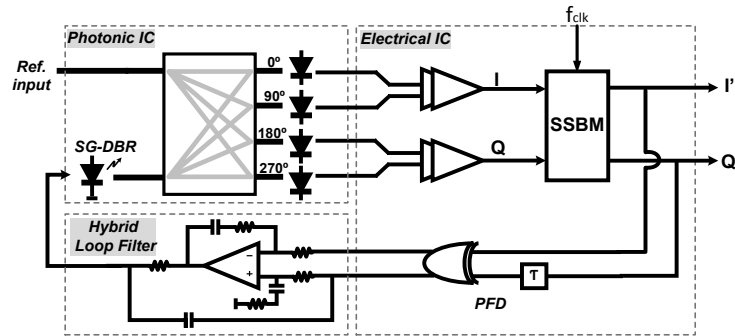 f_clk
Photonic IC
Electrical IC
Ref. input
0º
90º
180º
270º
I
Q
SSBM
I'
Q
SG-DBR
Hybrid
Loop Filter
−
+
τ
PFD